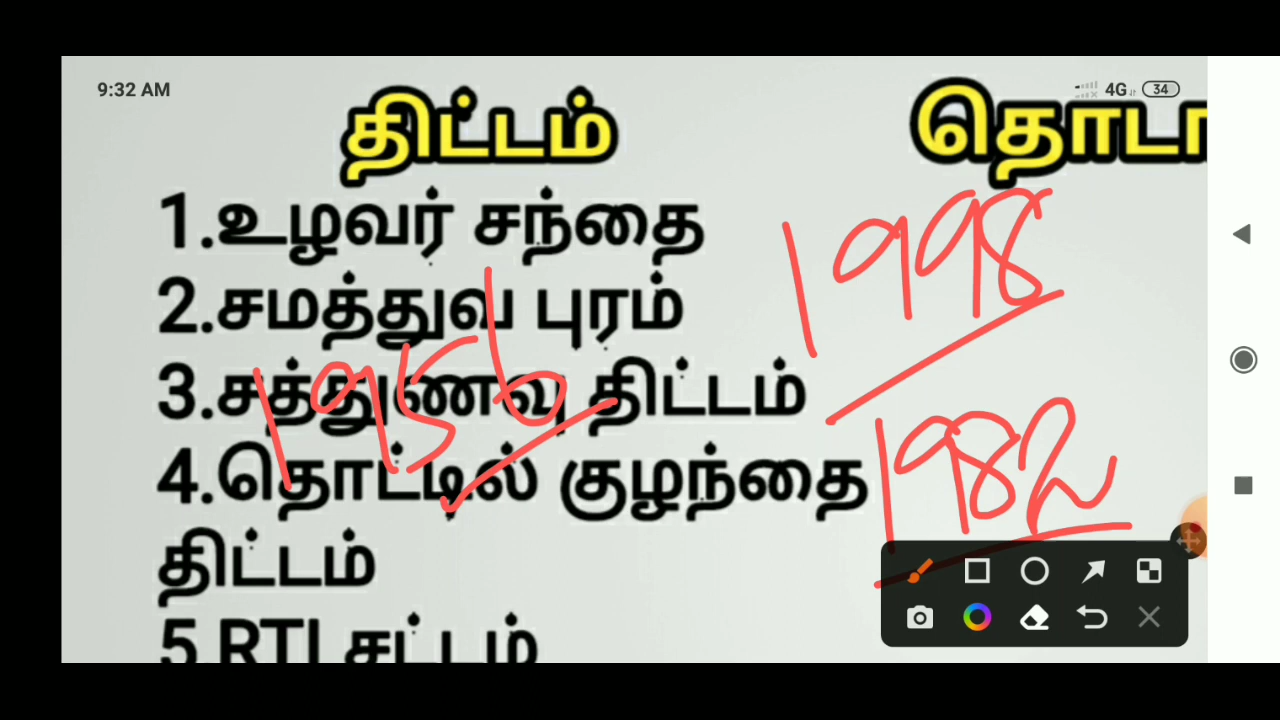 9:32 AM 4G 34
திட்டம் தொடா
1.உழவர் சந்தை 1998
2.சமத்துவ புரம்
3.சத்துணவு திட்டம் 1956 1982
4.தொட்டில் குழந்தை
திட்டம்
5.RTI சட்டம்